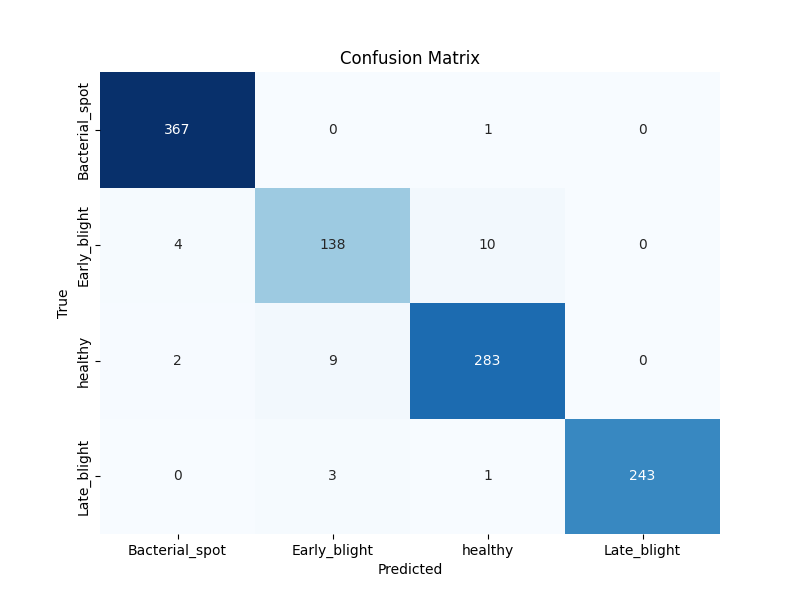 Confusion Matrix
True
Bacterial_spot 367 0 1 0
Early_blight 4 138 10 0
healthy 2 9 283 0
Late_blight 0 3 1 243
Bacterial_spot Early_blight healthy Late_blight
Predicted